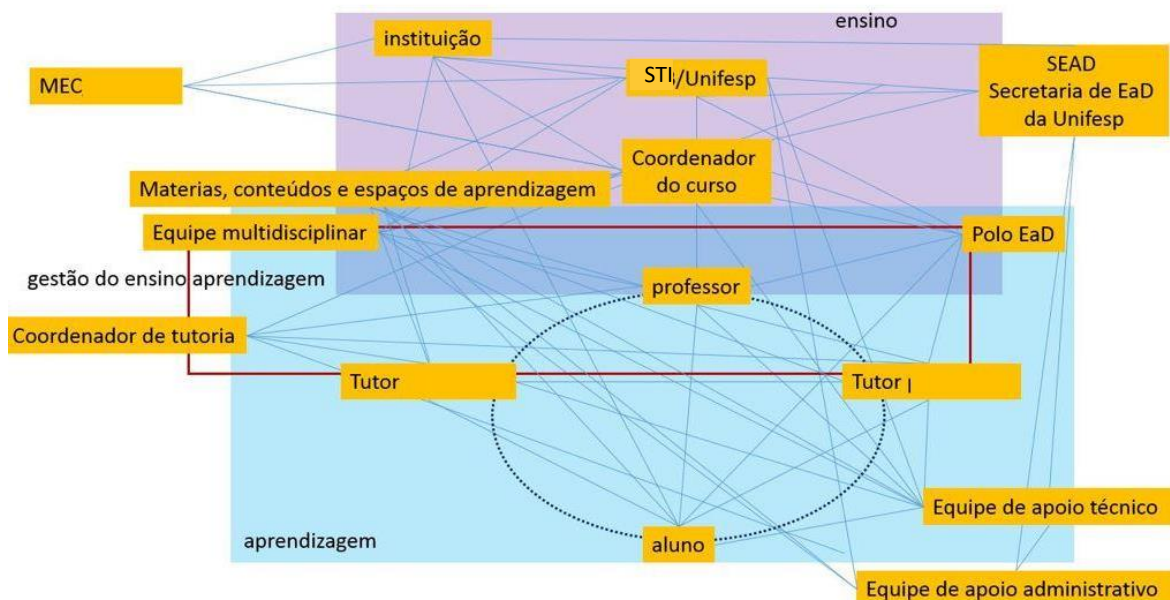 ensino
instituição
MEC
STI/Unifesp
SEAD
Secretaria de EaD
da Unifesp
Coordenador
do curso
Materias, conteúdos e espaços de aprendizagem
Equipe multidisciplinar
Polo EaD
gestão do ensino aprendizagem
professor
Coordenador de tutoria
Tutor
Tutor
Equipe de apoio técnico
aprendizagem
aluno
Equipe de apoio administrativo